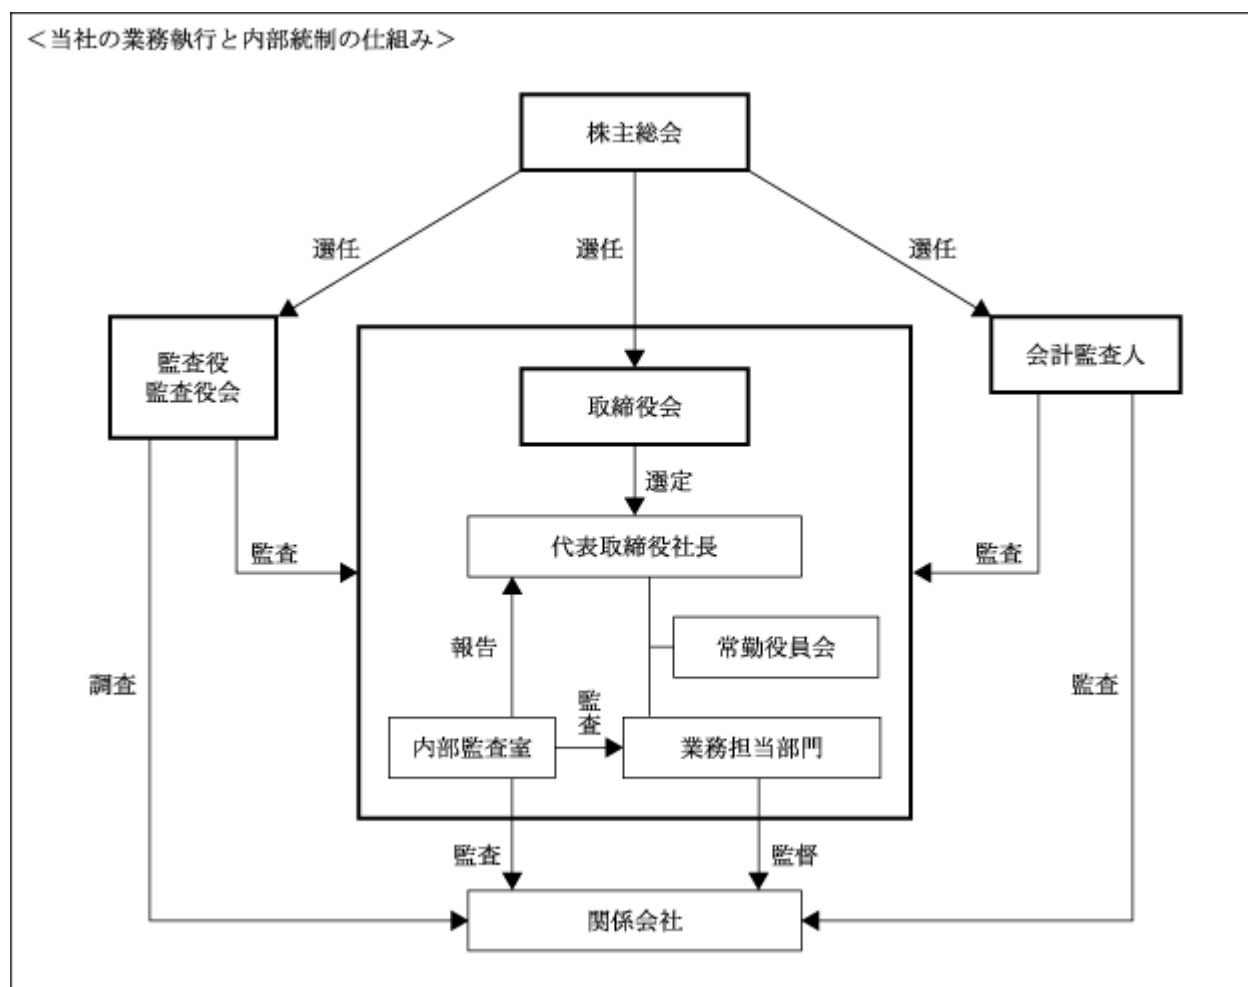 ＜当社の業務執行と内部統制の仕組み＞
株主総会
選任
選任
選任
監査役
監査役会
会計監査人
取締役会
選定
代表取締役社長
監査
監査
報告
常勤役員会
調査
監査
監査
内部監査室
業務担当部門
監査
監督
関係会社